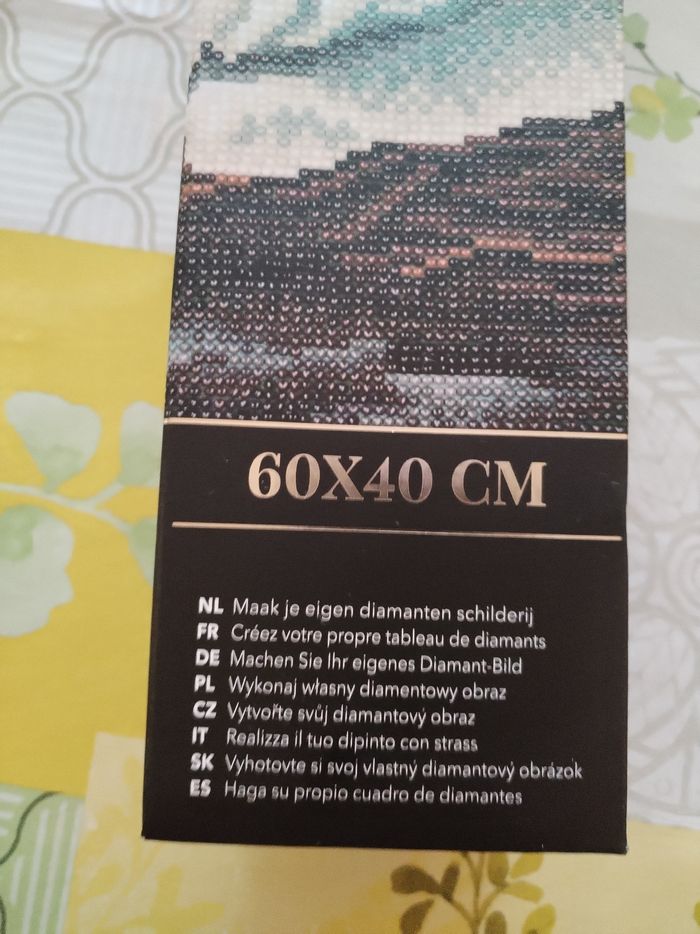 60X40 CM
NL Maak je eigen diamanten schilderij
FR Créez votre propre tableau de diamants
DE Machen Sie Ihr eigenes Diamant-Bild
PL Wykonaj własny diamentowy obraz
CZ Vytvořte svůj diamantový obraz
IT Realizza il tuo dipinto con strass
SK Vyhotovte si svoj vlastný diamantový obrázok
ES Haga su propio cuadro de diamantes